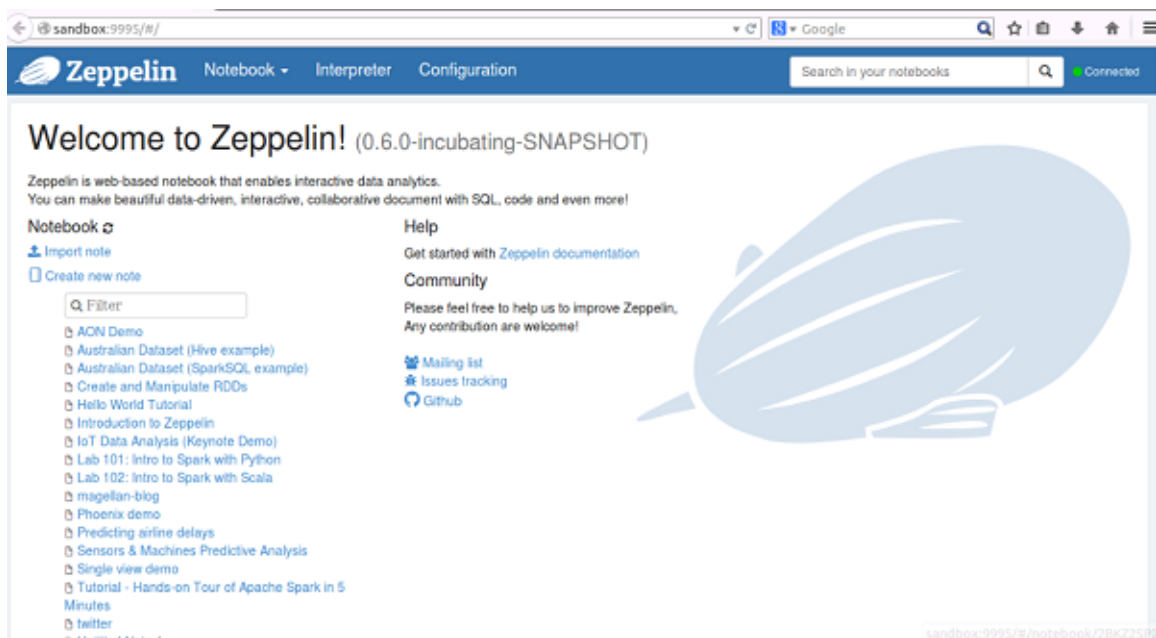 sandbox:9995/#/
Google
Zeppelin Notebook Interpreter Configuration Search in your notebooks Connected
Welcome to Zeppelin! (0.6.0-incubating-SNAPSHOT)
Zeppelin is web-based notebook that enables interactive data analytics.
You can make beautiful data-driven, interactive, collaborative document with SQL, code and even more!
Notebook
Import note
Create new note
Filter
AON Demo
Australian Dataset (Hive example)
Australian Dataset (SparkSQL example)
Create and Manipulate RDDs
Hello World Tutorial
Introduction to Zeppelin
IoT Data Analysis (Keynote Demo)
Lab 101: Intro to Spark with Python
Lab 102: Intro to Spark with Scala
magellan-blog
Phoenix demo
Predicting airline delays
Sensors & Machines Predictive Analysis
Single view demo
Tutorial - Hands-on Tour of Apache Spark in 5
Minutes
twitter
Help
Get started with Zeppelin documentation
Community
Please feel free to help us to improve Zeppelin,
Any contribution are welcome!
Mailing list
Issues tracking
Github